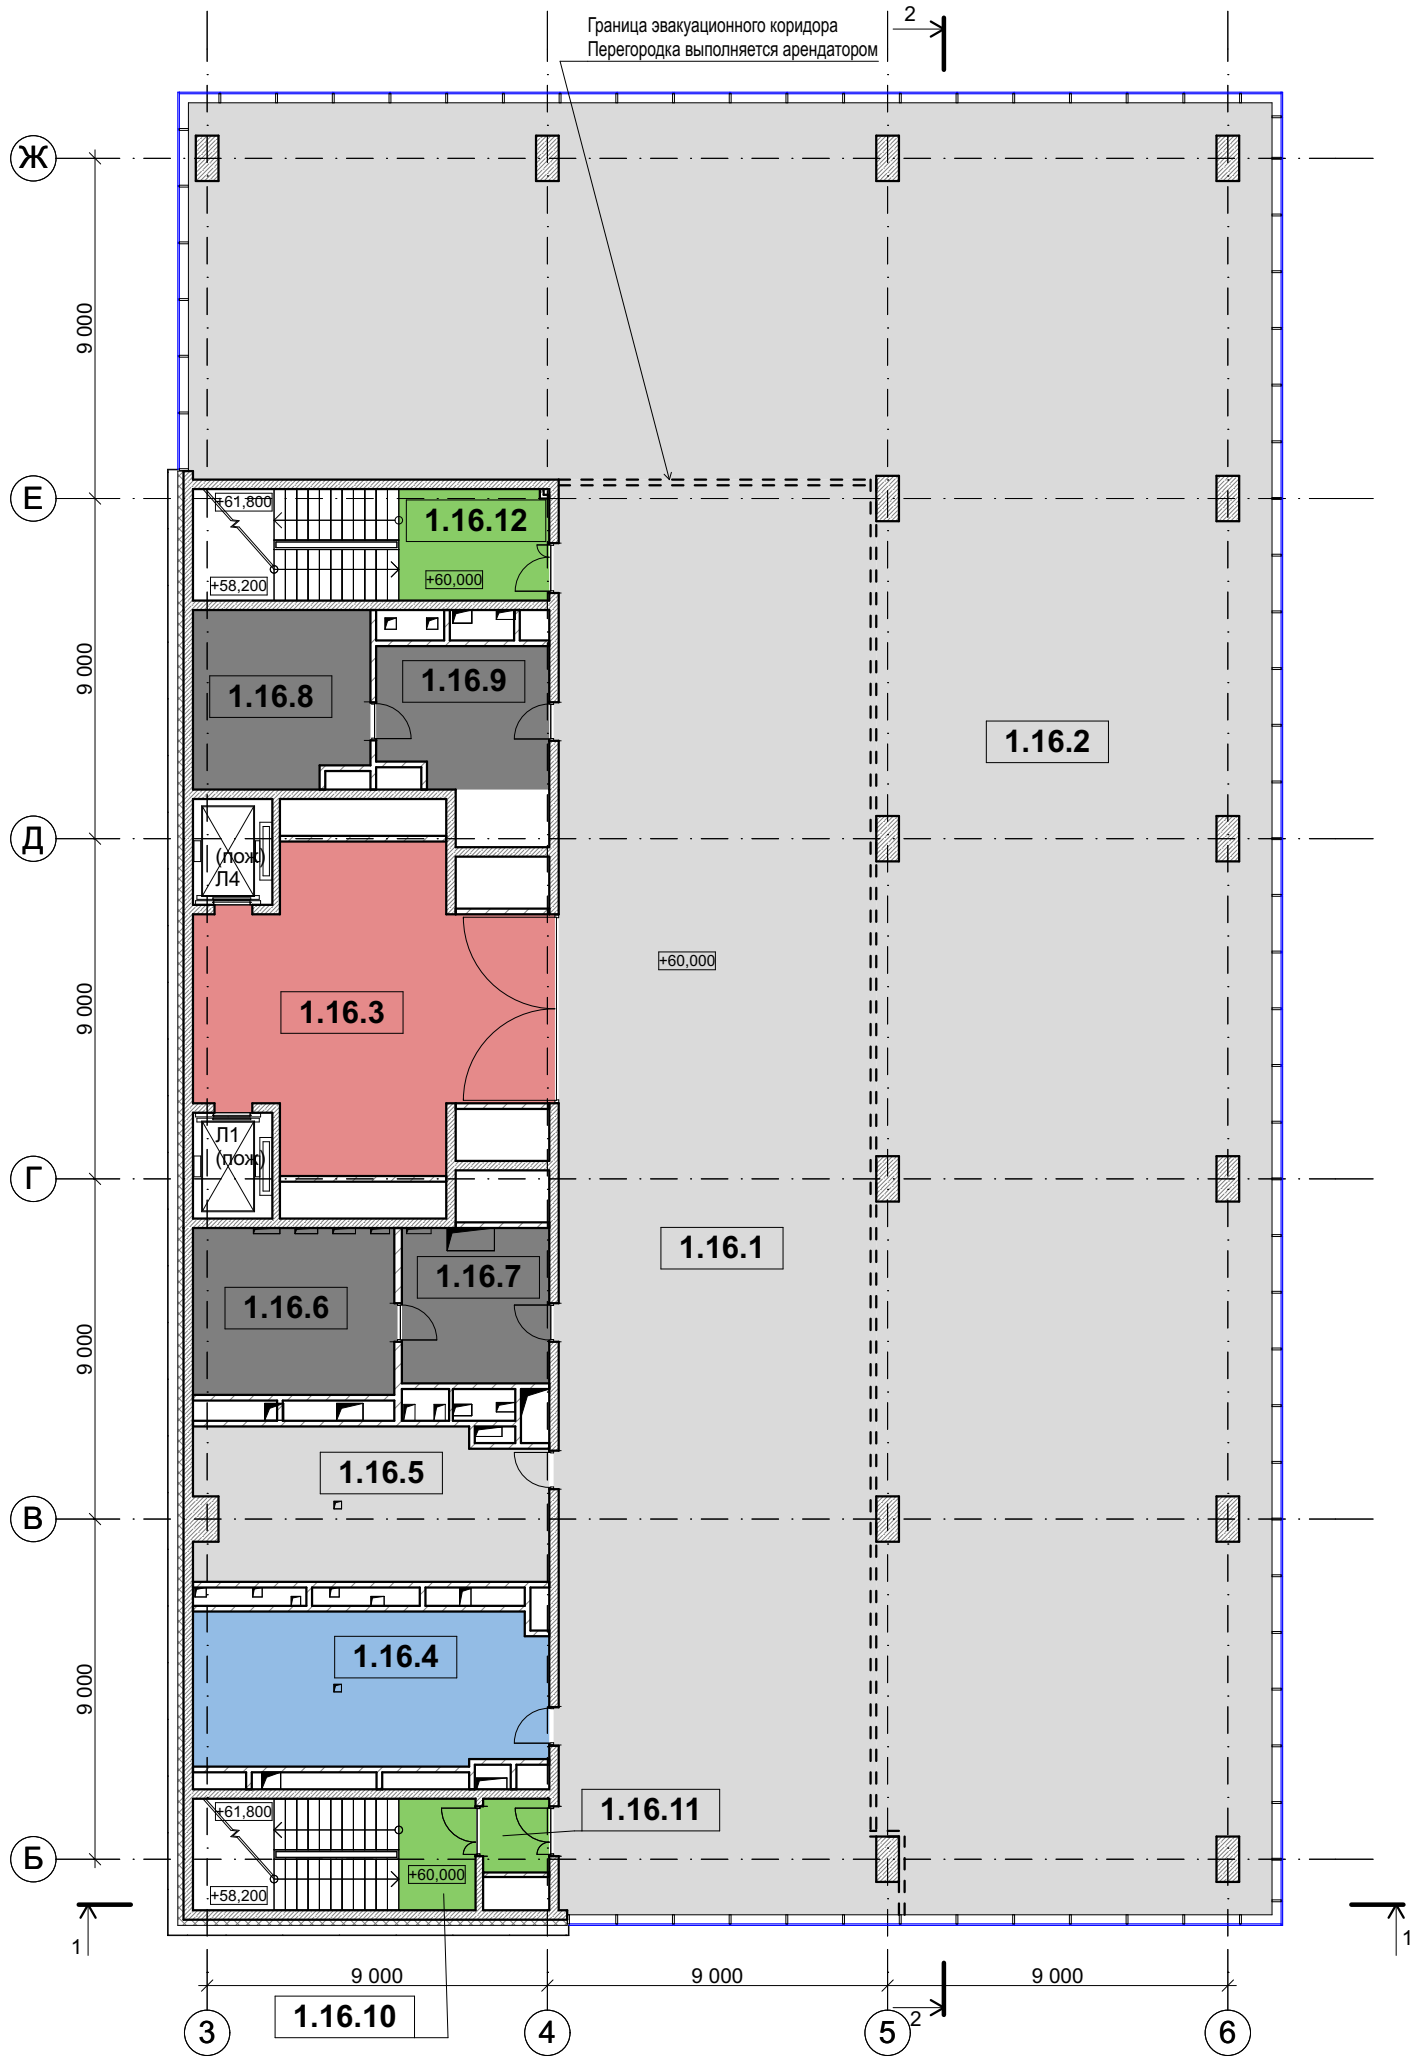 Граница эвакуационного коридора
Перегородка выполняется арендатором
2
Ж
9 000
Е
+61,800
1.16.12
+58,200
+60,000
9 000
1.16.8
1.16.9
1.16.2
Д
(пож)
Л4
+60,000
9 000
1.16.3
Л1
(пож)
Г
1.16.1
1.16.7
1.16.6
9 000
1.16.5
В
1.16.4
9 000
+61,800
1.16.11
Б
+60,000
+58,200
1
1
9 000
9 000
9 000
1.16.10
2
3
4
5
6